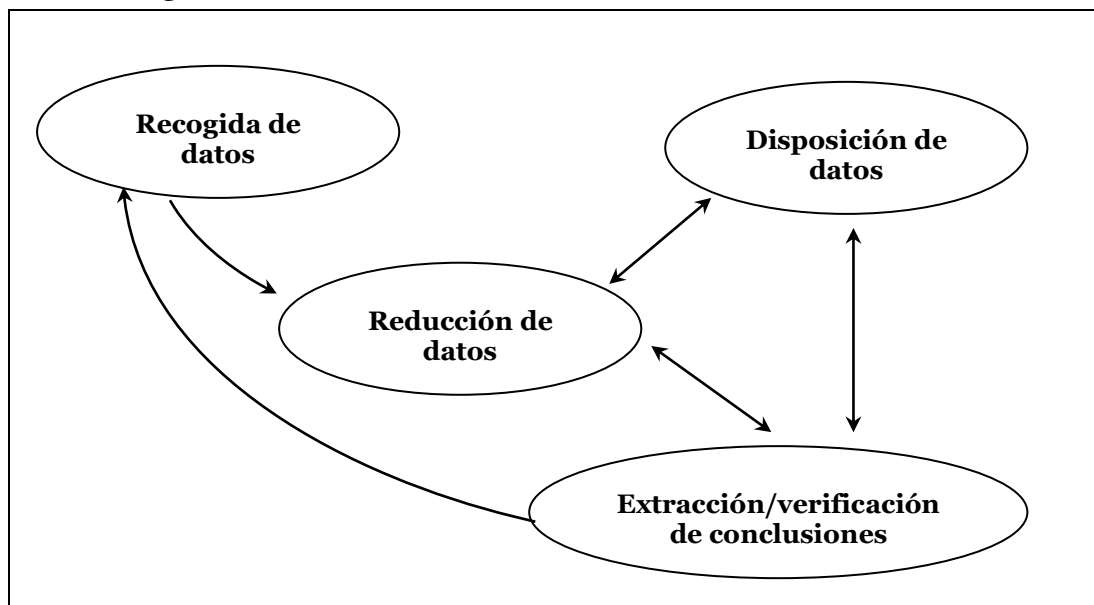 Recogida de
datos
Disposición de
datos
Reducción de
datos
Extracción/verificación
de conclusiones